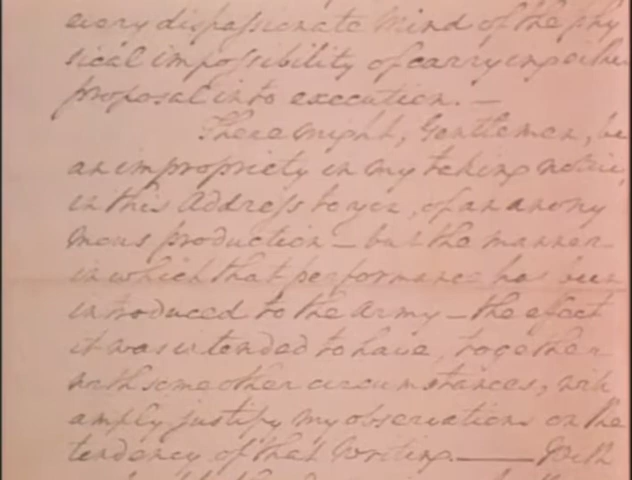 every dispassionate Mind of the phy
sical impossibility of carrying either
proposal into execution. —
There might, Gentlemen, be
an impropriety in my taking notice,
in this Address to you, of an anony
mous production — but the manner
in which that performance has been
introduced to the Army — the effect
it was intended to have, together
with some other circumstances, will
amply justify my observations on the
tendency of that Writing. —— With